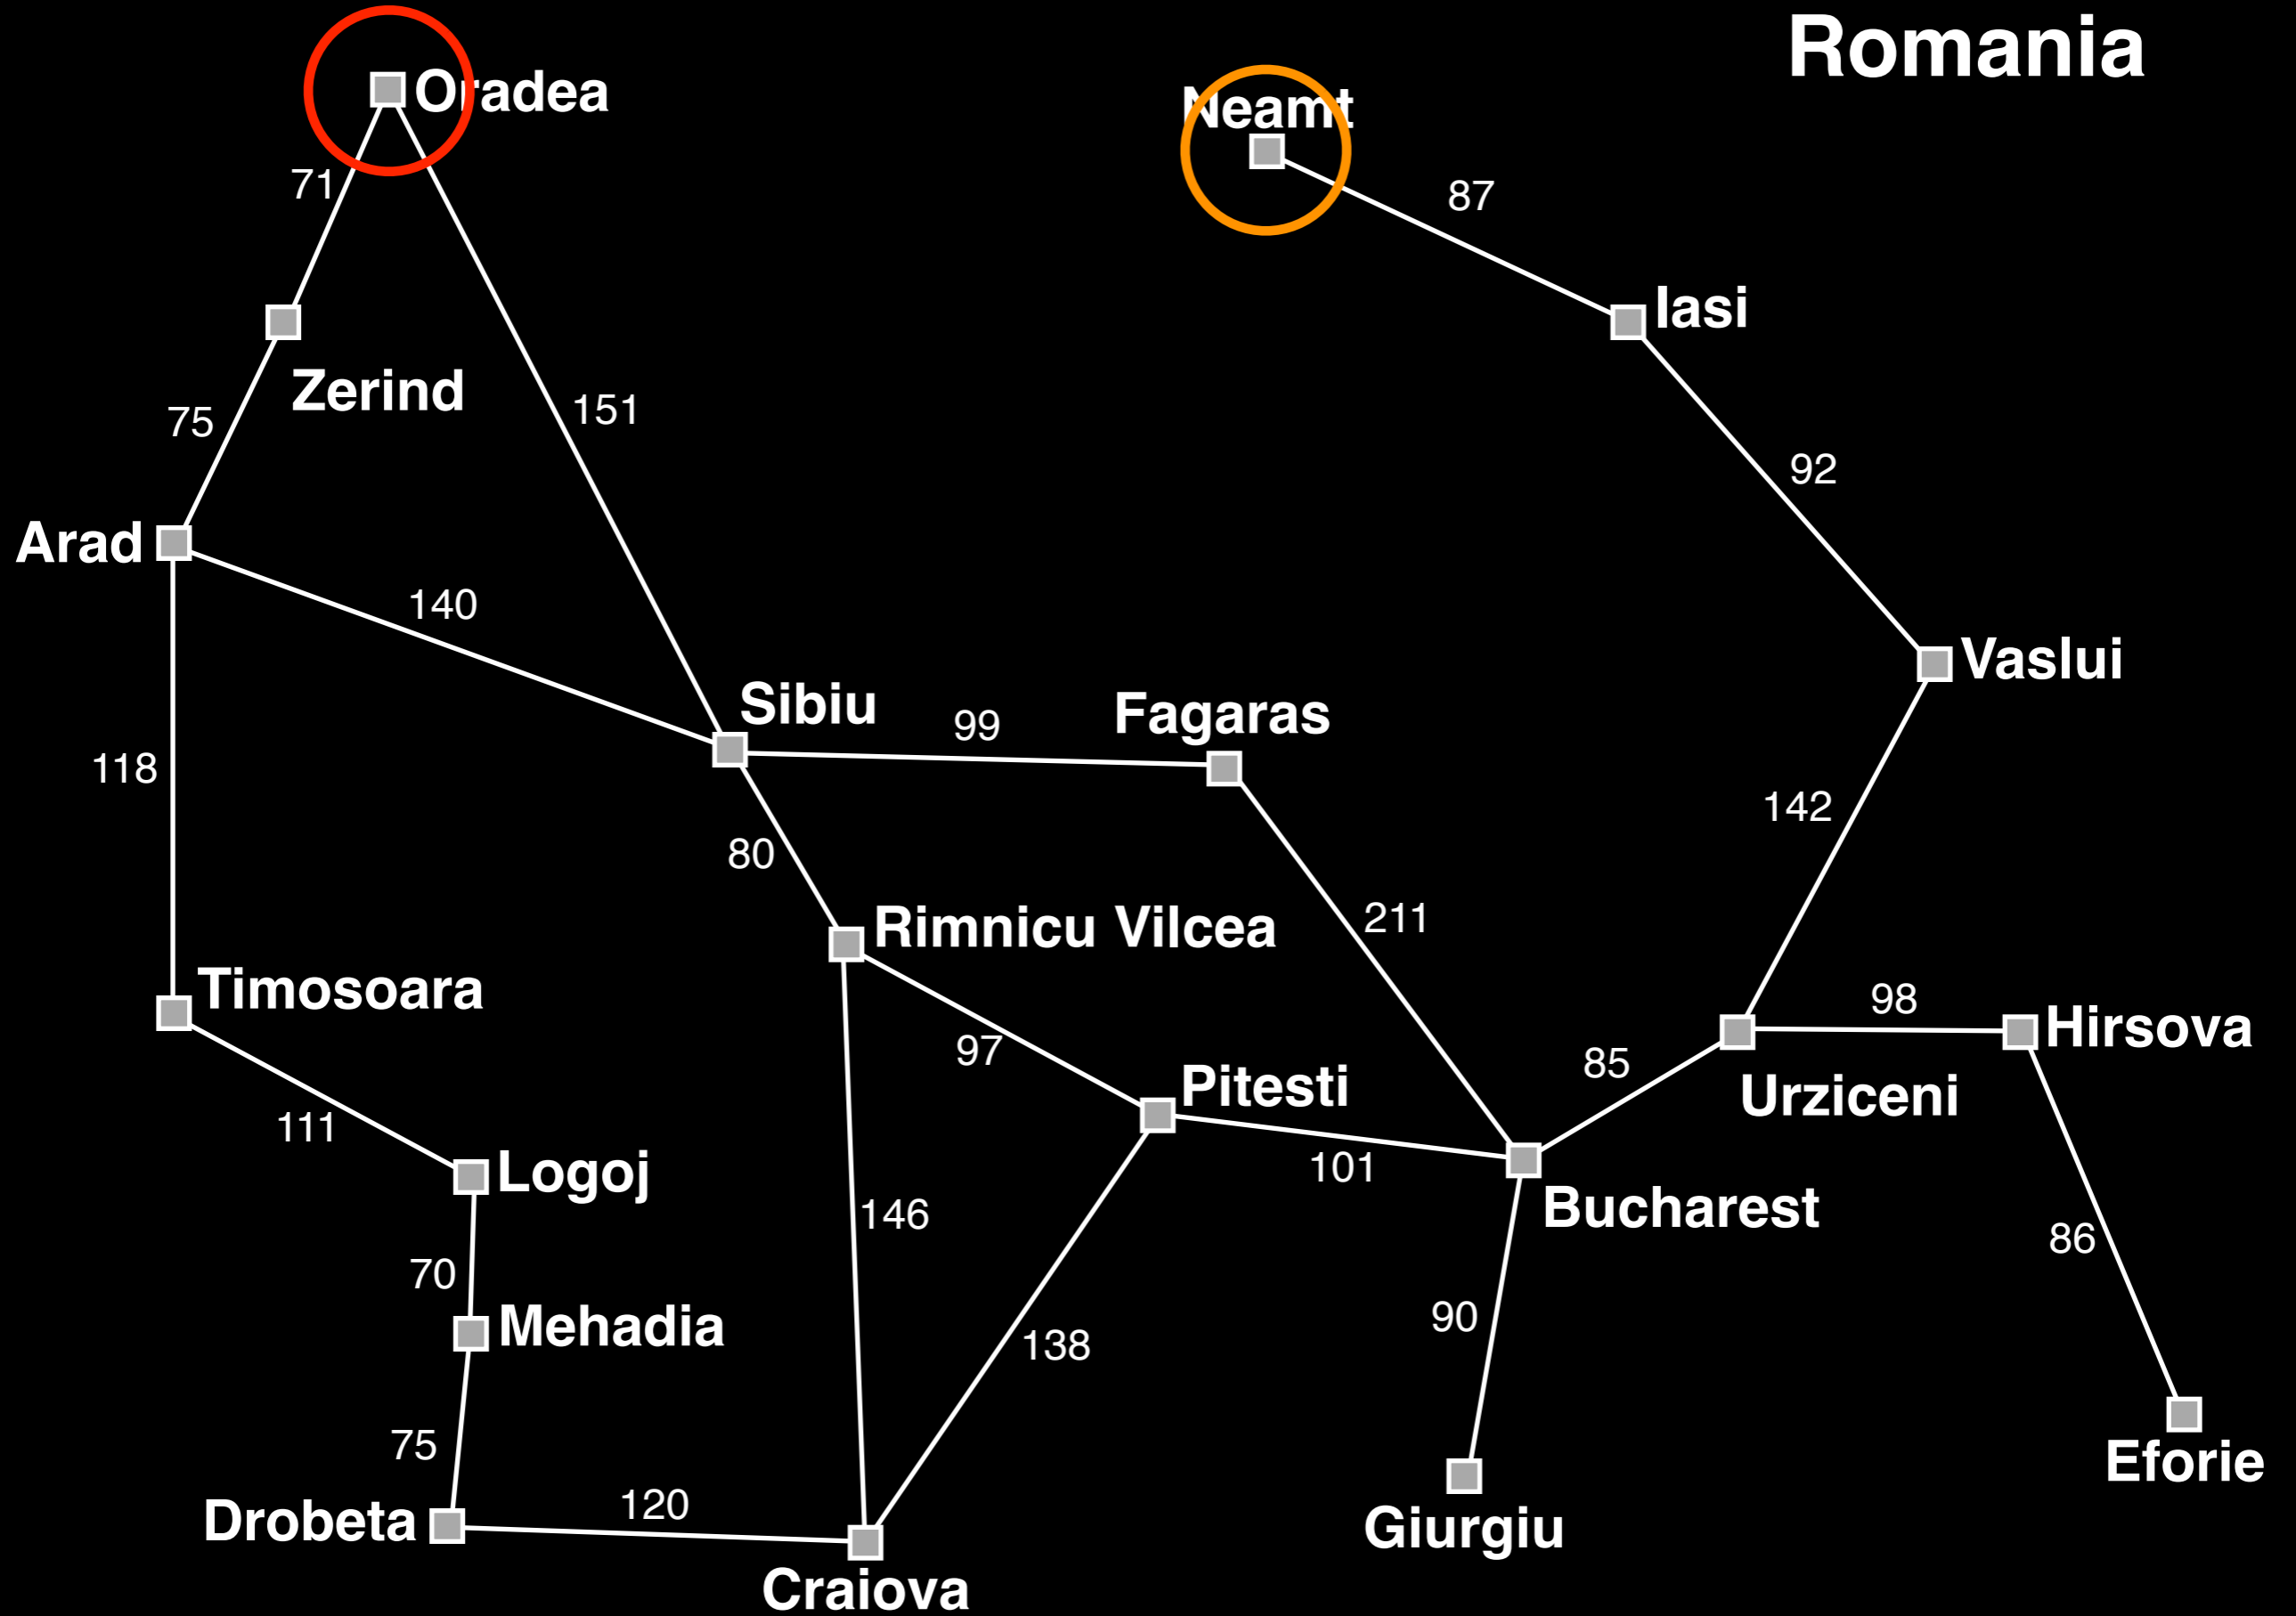 Romania
Oradea
Neamt
71
87
Iasi
Zerind
151
75
92
Arad
140
Vaslui
Sibiu
99
Fagaras
118
142
80
211
Rimnicu Vilcea
Timosoara
98
Hirsova
97
85
Pitesti
Urziceni
111
101
Logoj
Bucharest
146
86
70
Mehadia
90
138
75
Eforie
120
Drobeta
Giurgiu
Craiova